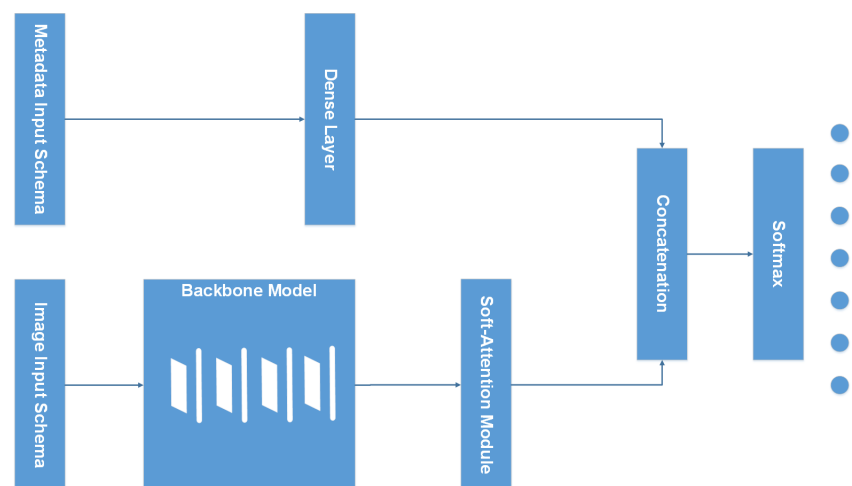 Metadata Input Schema
Dense Layer
Concatenation
Softmax
Image Input Schema
Backbone Model
Soft-Attention Module